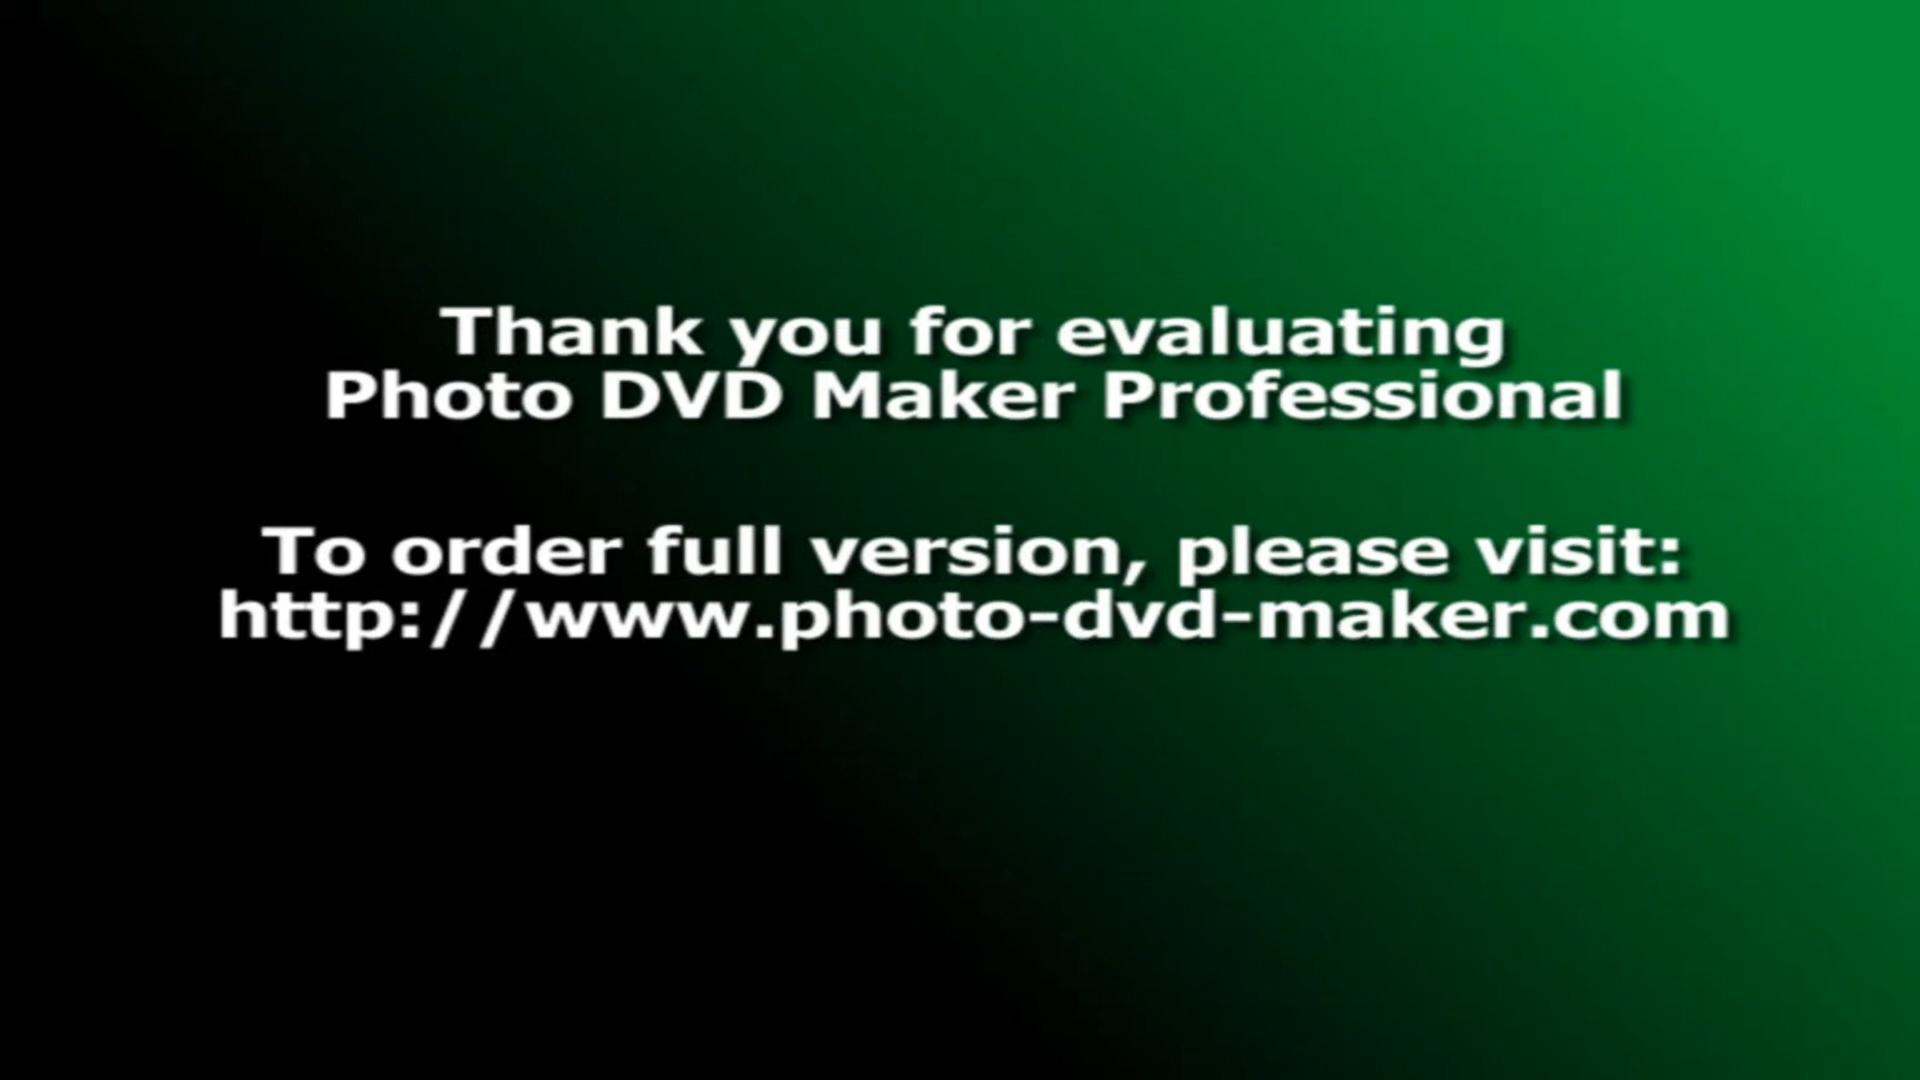 Thank you for evaluating
Photo DVD Maker Professional
To order full version, please visit:
http://www.photo-dvd-maker.com